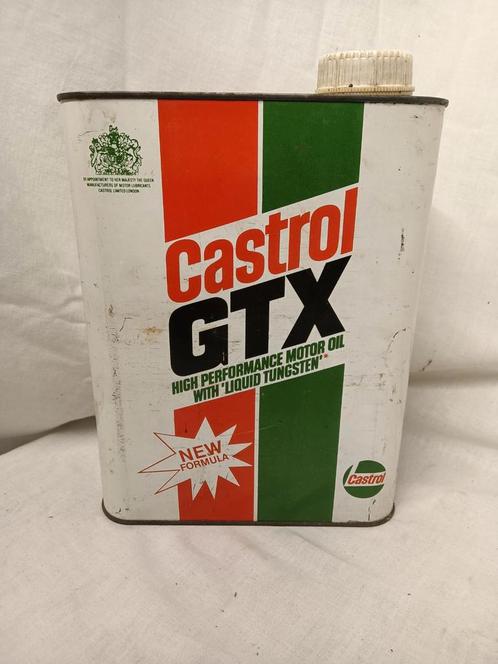 BY APPOINTMENT TO HER MAJESTY THE QUEEN
MANUFACTURERS OF MOTOR LUBRICANTS
CASTROL LIMITED LONDON
Castrol
GTX
HIGH PERFORMANCE MOTOR OIL
WITH 'LIQUID TUNGSTEN'*
NEW
FORMULA
Castrol